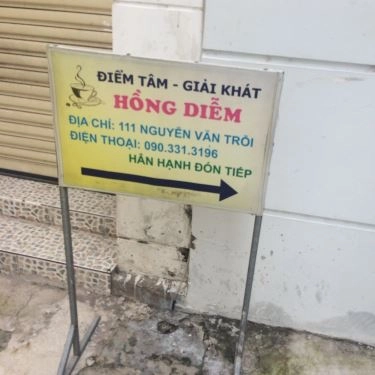 ĐIỂM TÂM - GIẢI KHÁT
HỒNG DIỄM
ĐỊA CHỈ: 111 NGUYỄN VĂN TRỖI
ĐIỆN THOẠI: 090.331.3196
HÂN HẠNH ĐÓN TIẾP